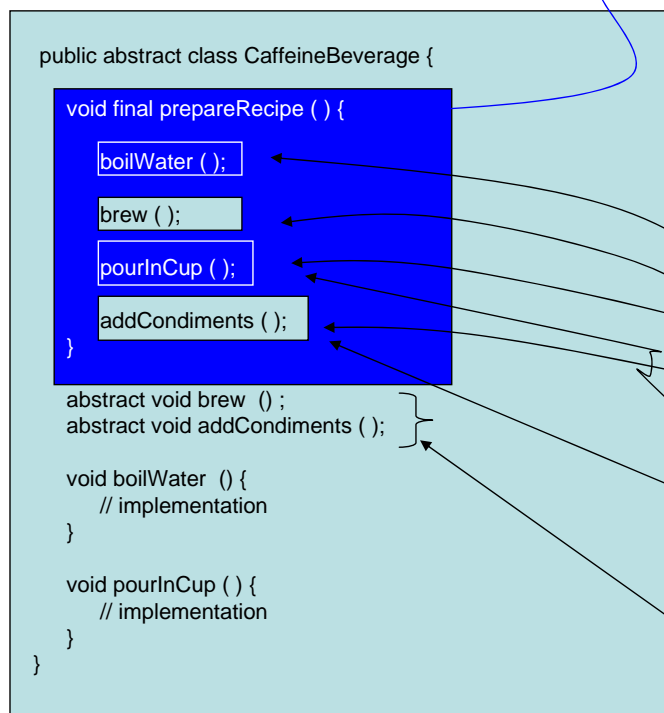 public abstract class CaffeineBeverage {
void final prepareRecipe ( ) {
boilWater ( );
brew ( );
pourInCup ( );
addCondiments ( );
}
abstract void brew  () ;
abstract void addCondiments ( );
void boilWater  () {
// implementation
}
void pourInCup ( ) {
// implementation
}
}